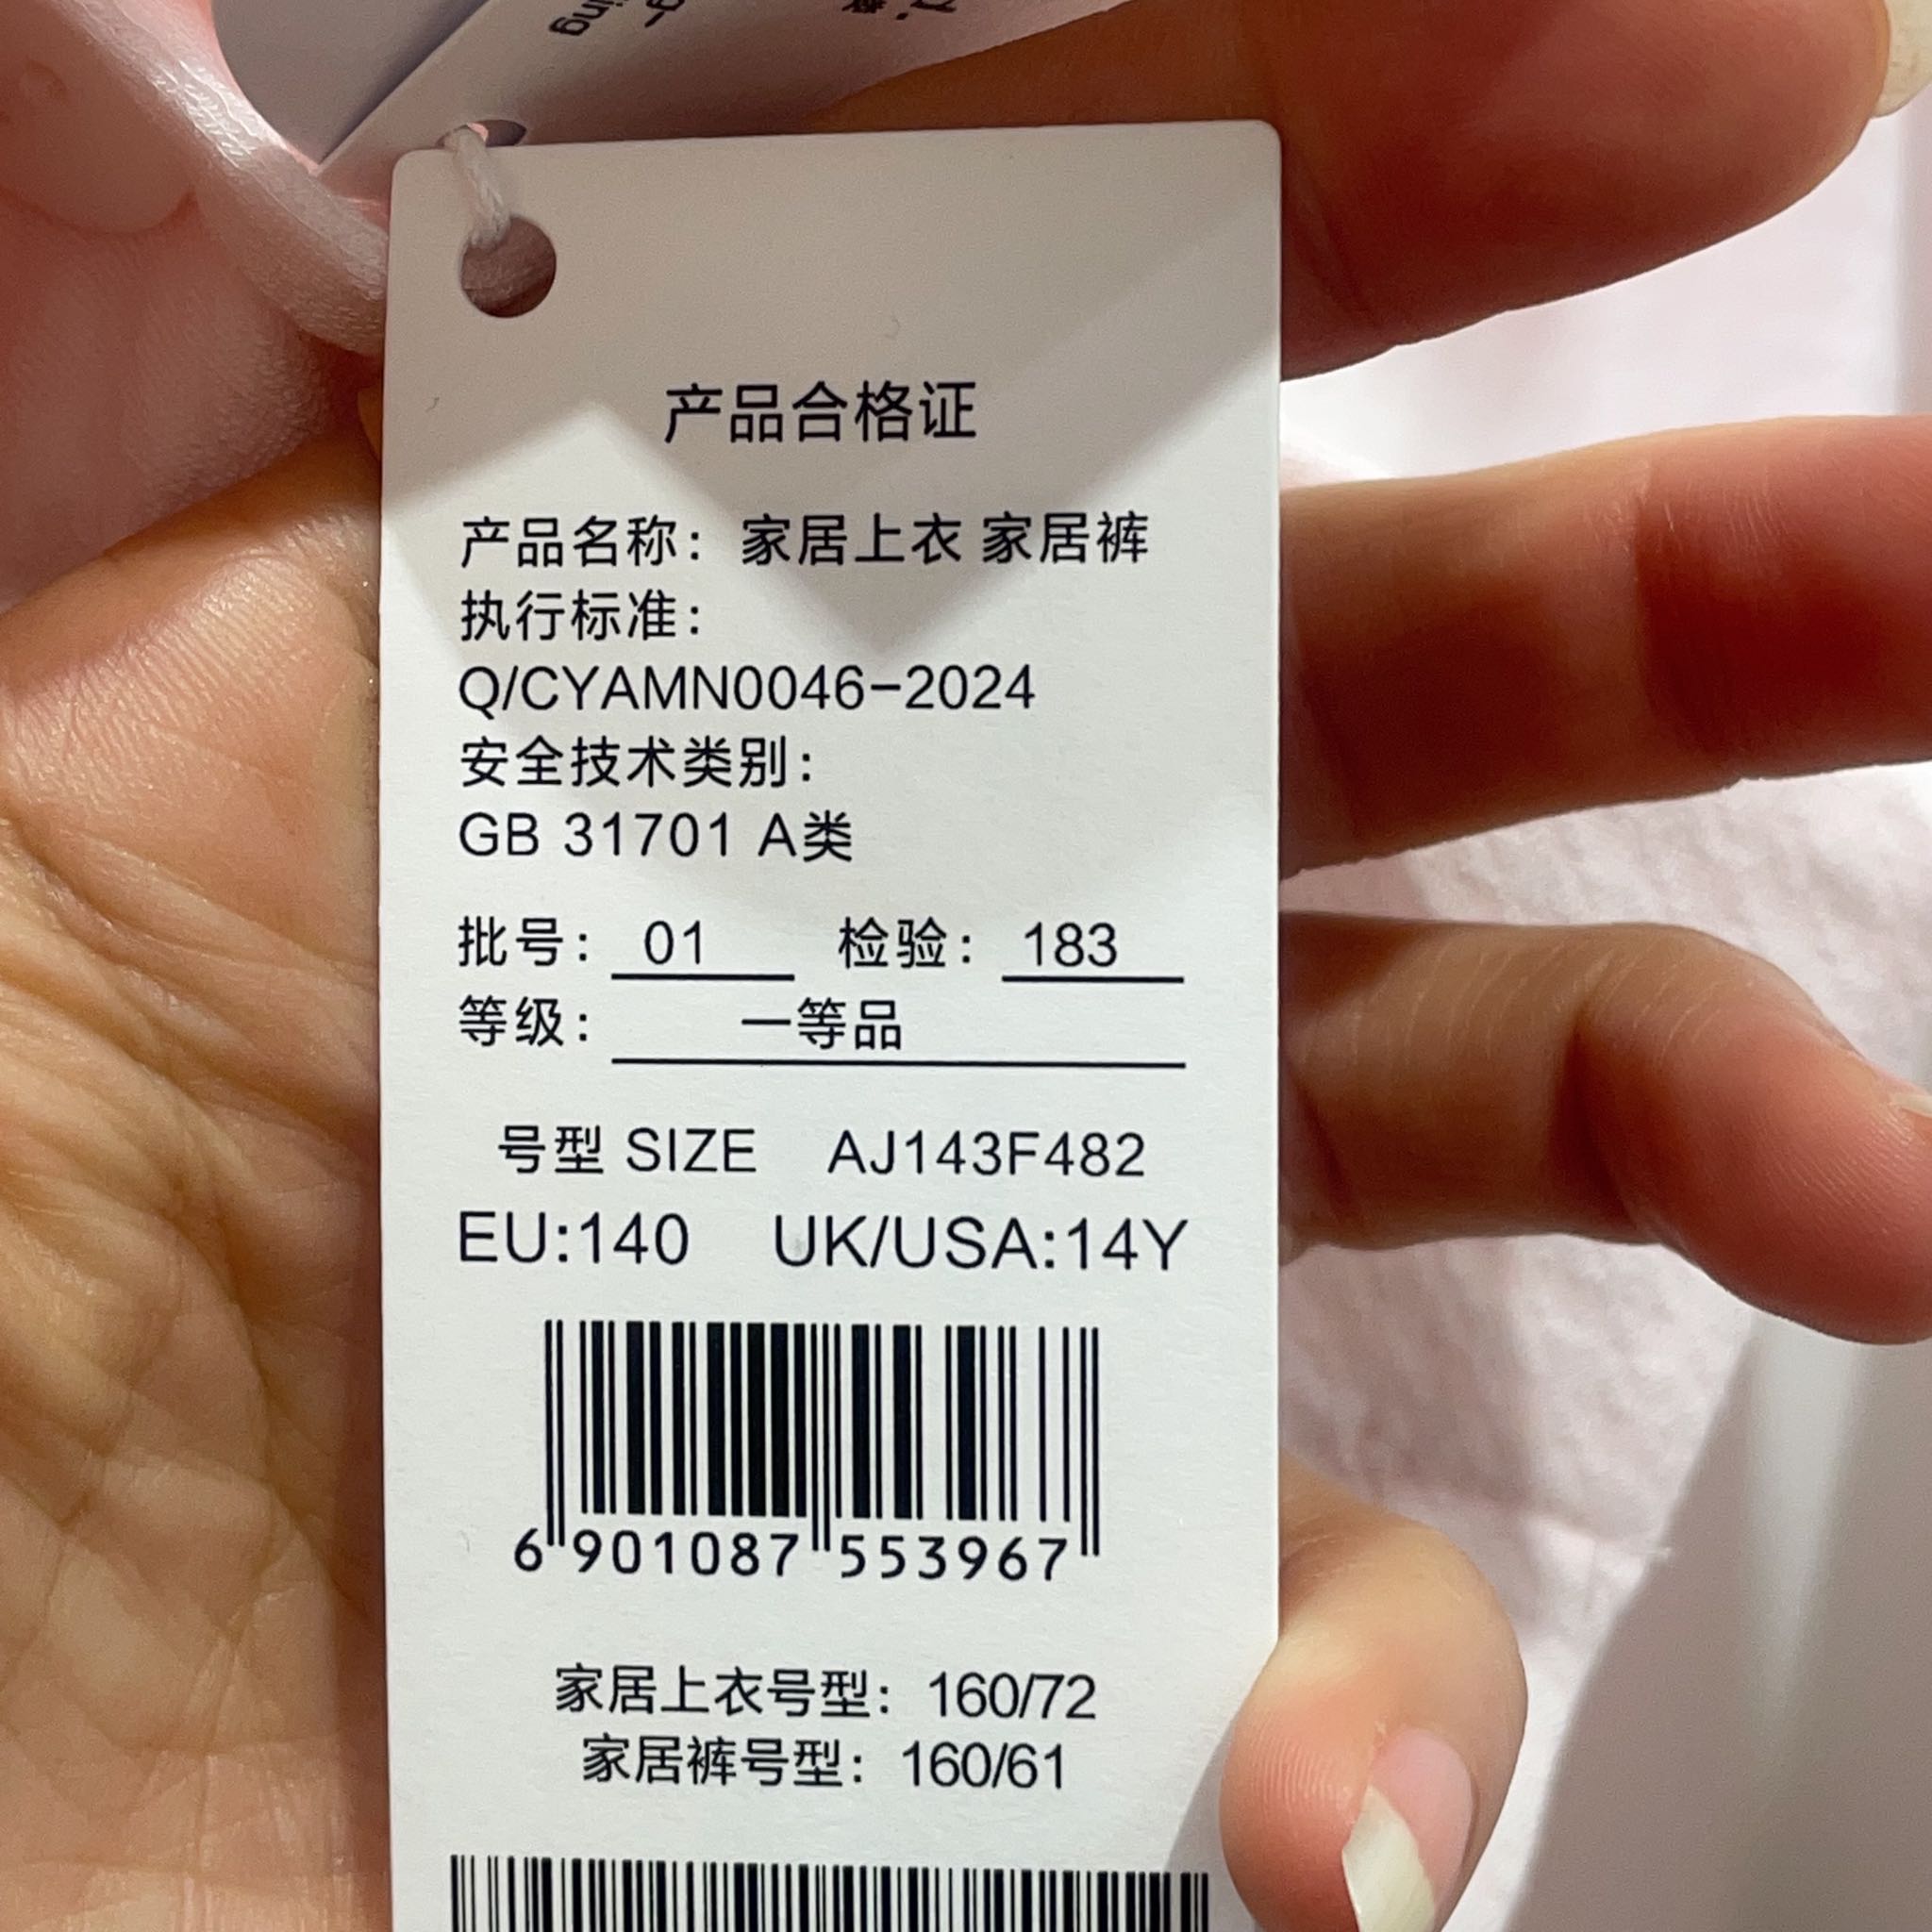 产品合格证
产品名称：家居上衣 家居裤
执行标准：
Q/CYAMN0046-2024
安全技术类别：
GB 31701 A类
批号： 01 检验： 183
等级： 一等品
号型 SIZE AJ143F482
EU:140 UK/USA:14Y
6 901087 553967
家居上衣号型：160/72
家居裤号型：160/61